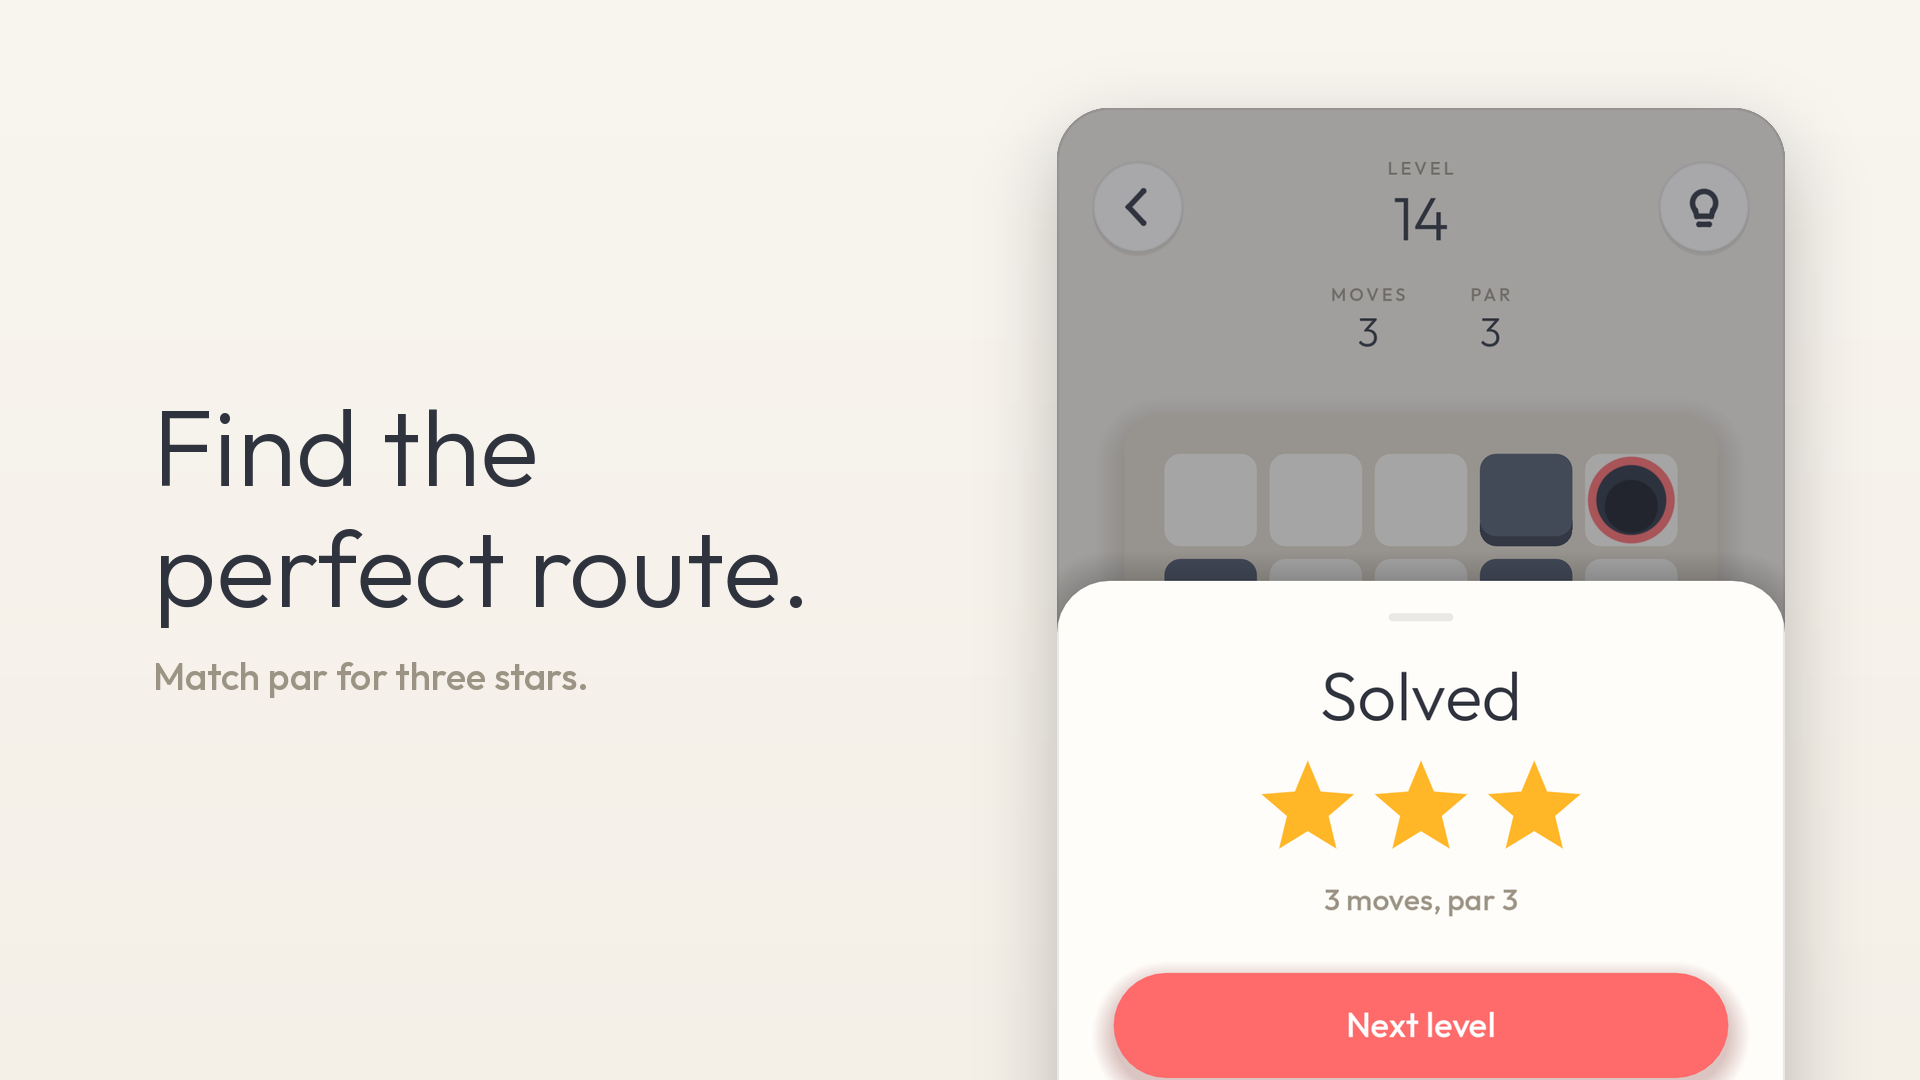 Find the
perfect route.
Match par for three stars.
LEVEL
14
MOVES PAR
3 3
Solved
3 moves, par 3
Next level